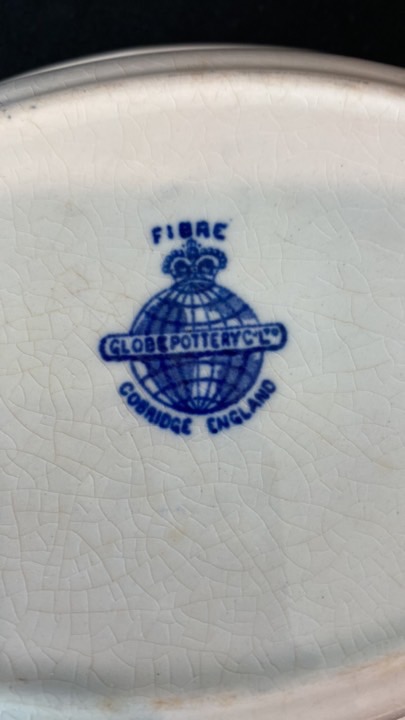 FIBRE
GLOBE POTTERY Cº Lᵀᴰ
COBRIDGE ENGLAND